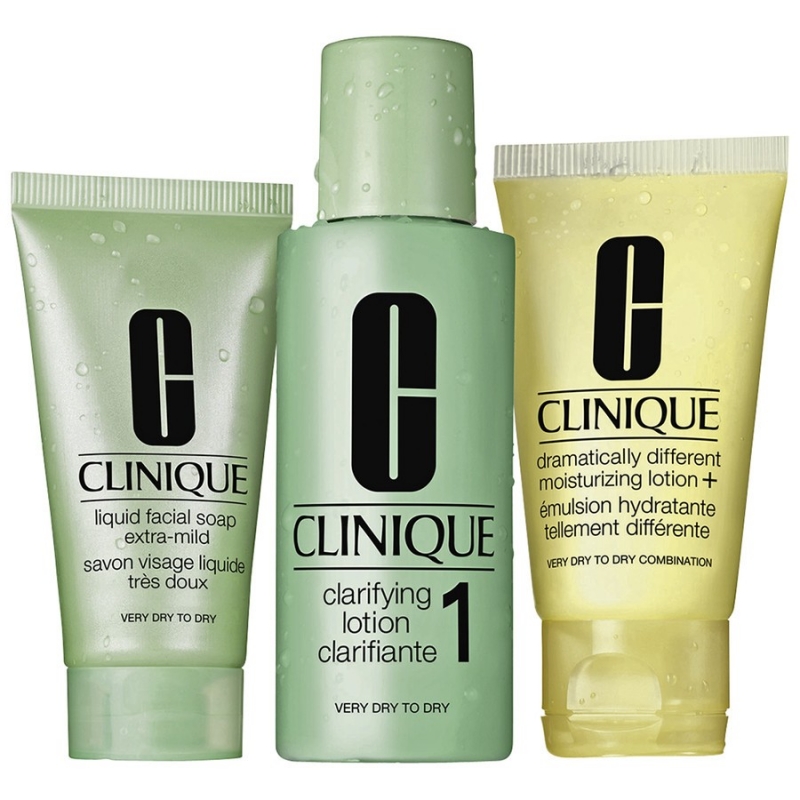 C
CLINIQUE
liquid facial soap
extra-mild
savon visage liquide
très doux
VERY DRY TO DRY
C
CLINIQUE
clarifying
lotion
clarifiante
1
VERY DRY TO DRY
C
CLINIQUE
dramatically different
moisturizing lotion+
émulsion hydratante
tellement différente
VERY DRY TO DRY COMBINATION